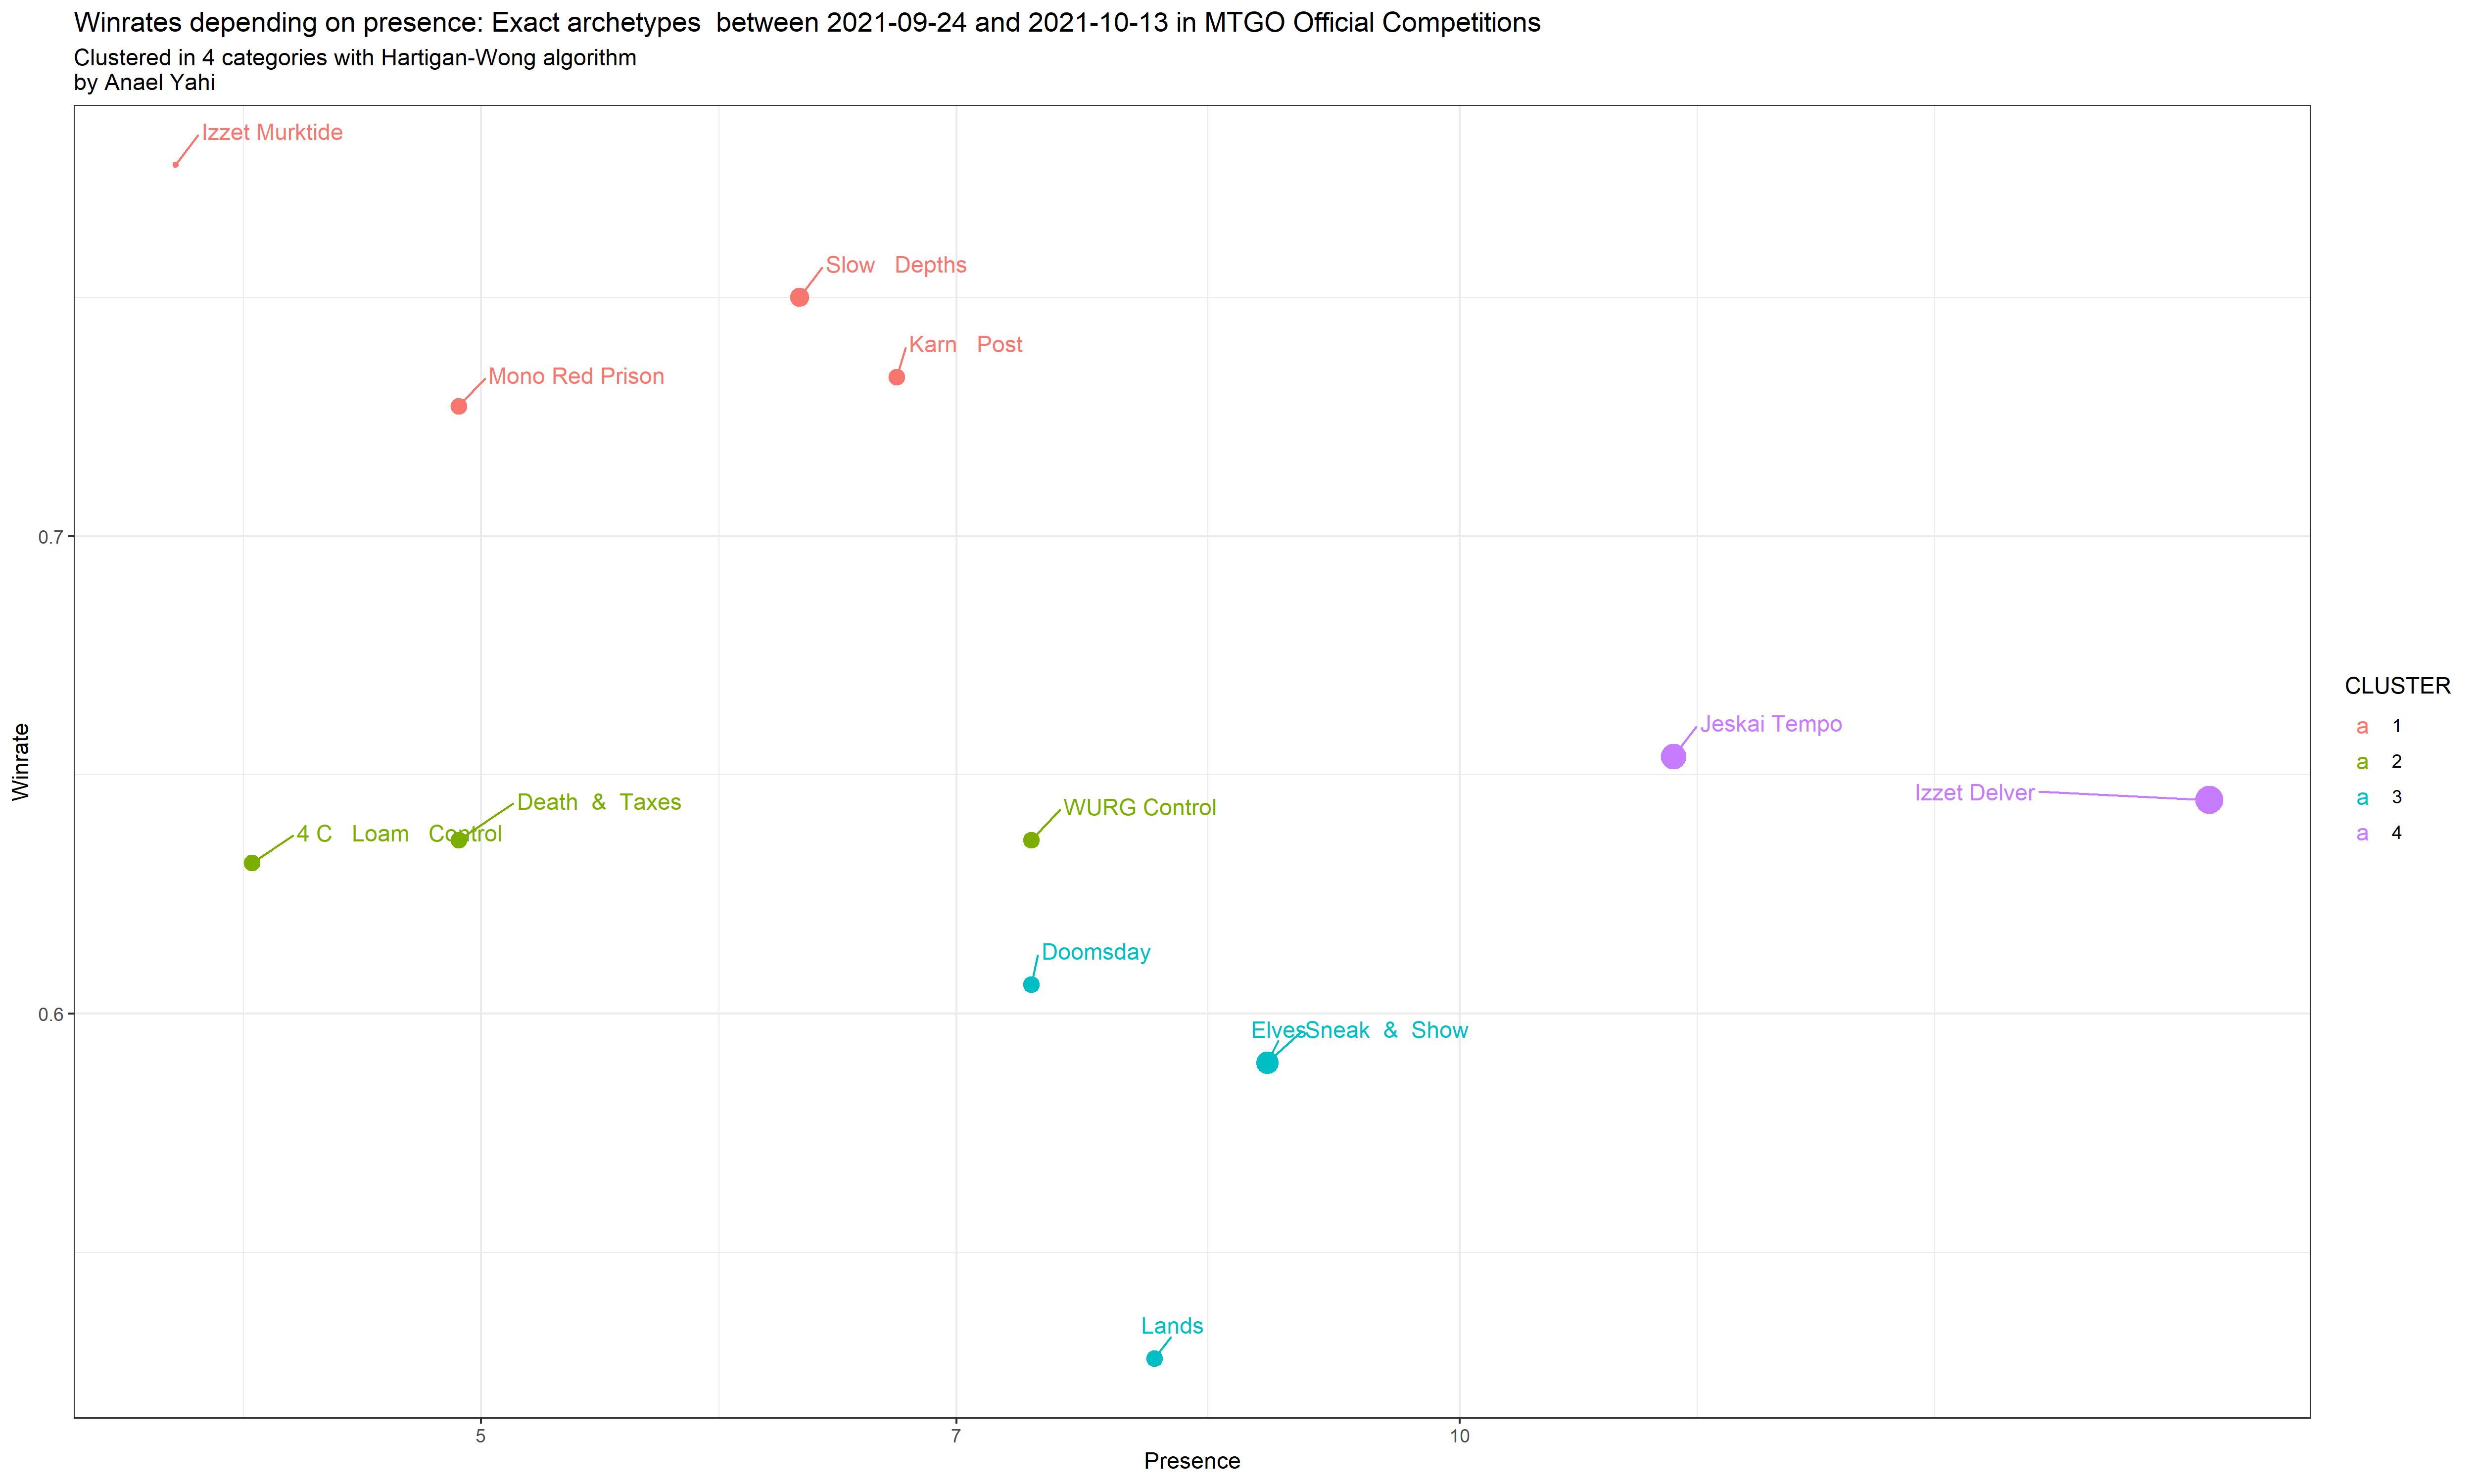 Winrates depending on presence: Exact archetypes  between 2021-09-24 and 2021-10-13 in MTGO Official Competitions
Clustered in 4 categories with Hartigan-Wong algorithm
by Anael Yahi
Izzet Murktide
Slow   Depths
Karn   Post
Mono Red Prison
0.7
Jeskai Tempo
Izzet Delver
Death  &  Taxes
WURG Control
4 C   Loam   Control
Doomsday
0.6
Elves
Sneak  &  Show
Lands
Winrate
5
7
10
Presence
CLUSTER
a 1
a 2
a 3
a 4